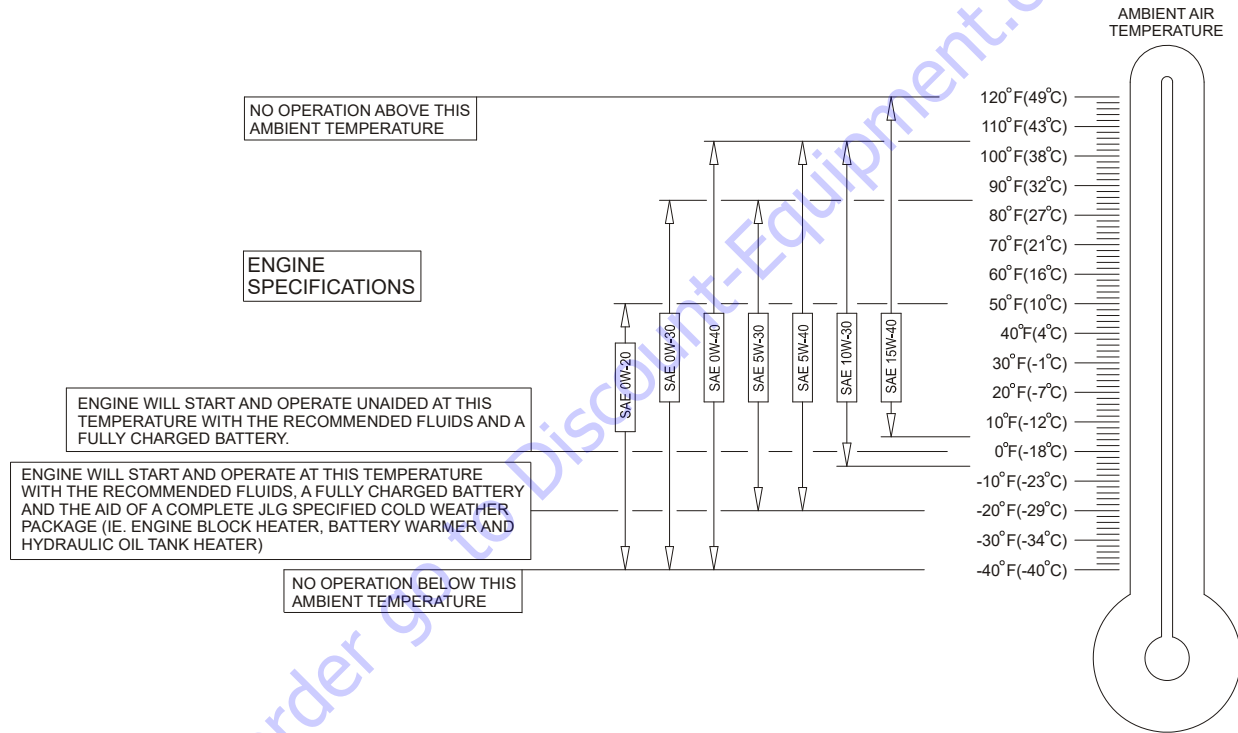 AMBIENT AIR
TEMPERATURE
NO OPERATION ABOVE THIS
AMBIENT TEMPERATURE
120°F(49°C)
110°F(43°C)
100°F(38°C)
90°F(32°C)
80°F(27°C)
70°F(21°C)
60°F(16°C)
50°F(10°C)
40°F(4°C)
30°F(-1°C)
20°F(-7°C)
10°F(-12°C)
0°F(-18°C)
-10°F(-23°C)
-20°F(-29°C)
-30°F(-34°C)
-40°F(-40°C)
ENGINE
SPECIFICATIONS
SAE 0W-20
SAE 0W-30
SAE 0W-40
SAE 5W-30
SAE 5W-40
SAE 10W-30
SAE 15W-40
ENGINE WILL START AND OPERATE UNAIDED AT THIS
TEMPERATURE WITH THE RECOMMENDED FLUIDS AND A
FULLY CHARGED BATTERY.
ENGINE WILL START AND OPERATE AT THIS TEMPERATURE
WITH THE RECOMMENDED FLUIDS, A FULLY CHARGED BATTERY
AND THE AID OF A COMPLETE JLG SPECIFIED COLD WEATHER
PACKAGE (IE. ENGINE BLOCK HEATER, BATTERY WARMER AND
HYDRAULIC OIL TANK HEATER)
NO OPERATION BELOW THIS
AMBIENT TEMPERATURE
go to Discount-Equipment.